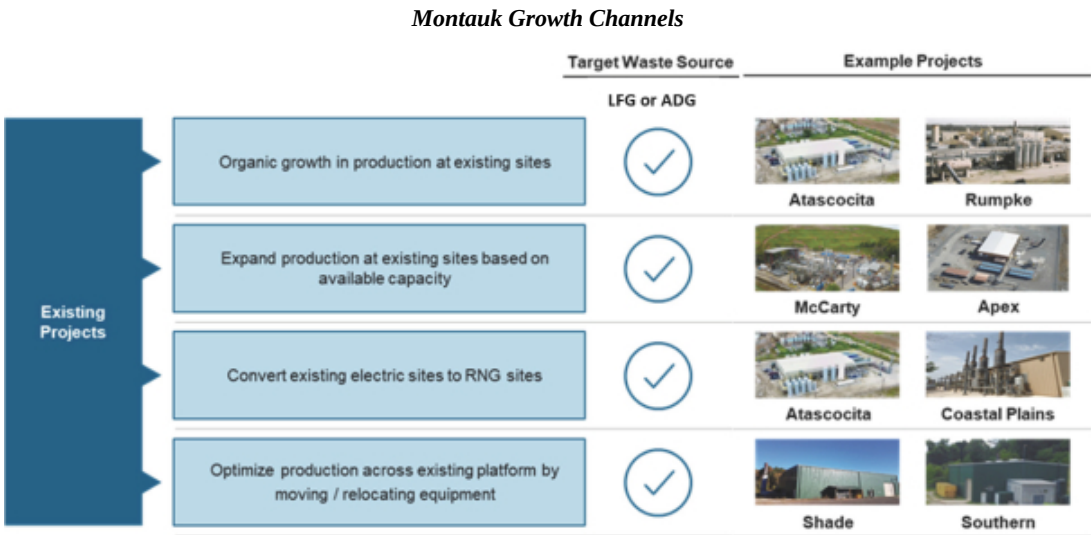 Montauk Growth Channels
Target Waste Source
Example Projects
LFG or ADG
Existing
Projects
Organic growth in production at existing sites
Atascocita
Rumpke
Expand production at existing sites based on
available capacity
McCarty
Apex
Convert existing electric sites to RNG sites
Atascocita
Coastal Plains
Optimize production across existing platform by
moving / relocating equipment
Shade
Southern